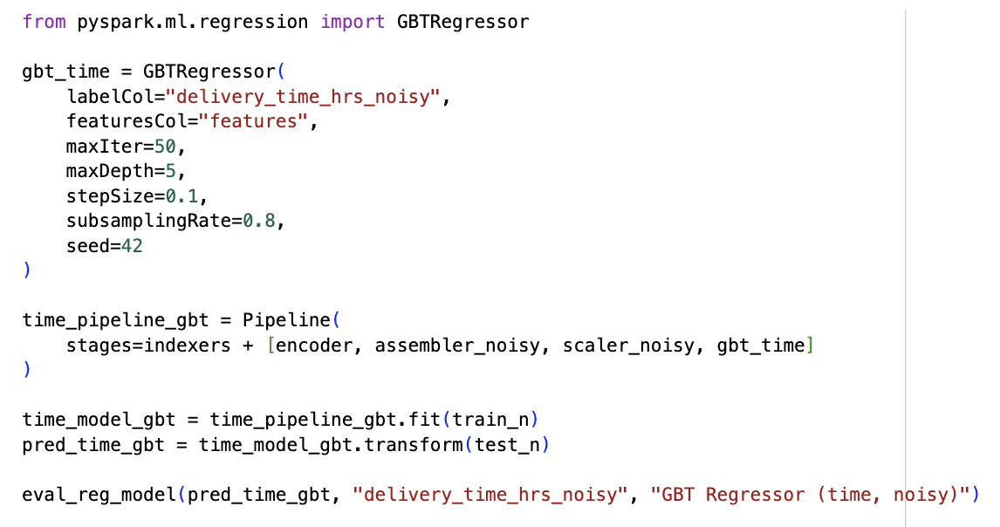 from pyspark.ml.regression import GBTRegressor

gbt_time = GBTRegressor(
    labelCol="delivery_time_hrs_noisy",
    featuresCol="features",
    maxIter=50,
    maxDepth=5,
    stepSize=0.1,
    subsamplingRate=0.8,
    seed=42
)

time_pipeline_gbt = Pipeline(
    stages=indexers + [encoder, assembler_noisy, scaler_noisy, gbt_time]
)

time_model_gbt = time_pipeline_gbt.fit(train_n)
pred_time_gbt = time_model_gbt.transform(test_n)

eval_reg_model(pred_time_gbt, "delivery_time_hrs_noisy", "GBT Regressor (time, noisy)")